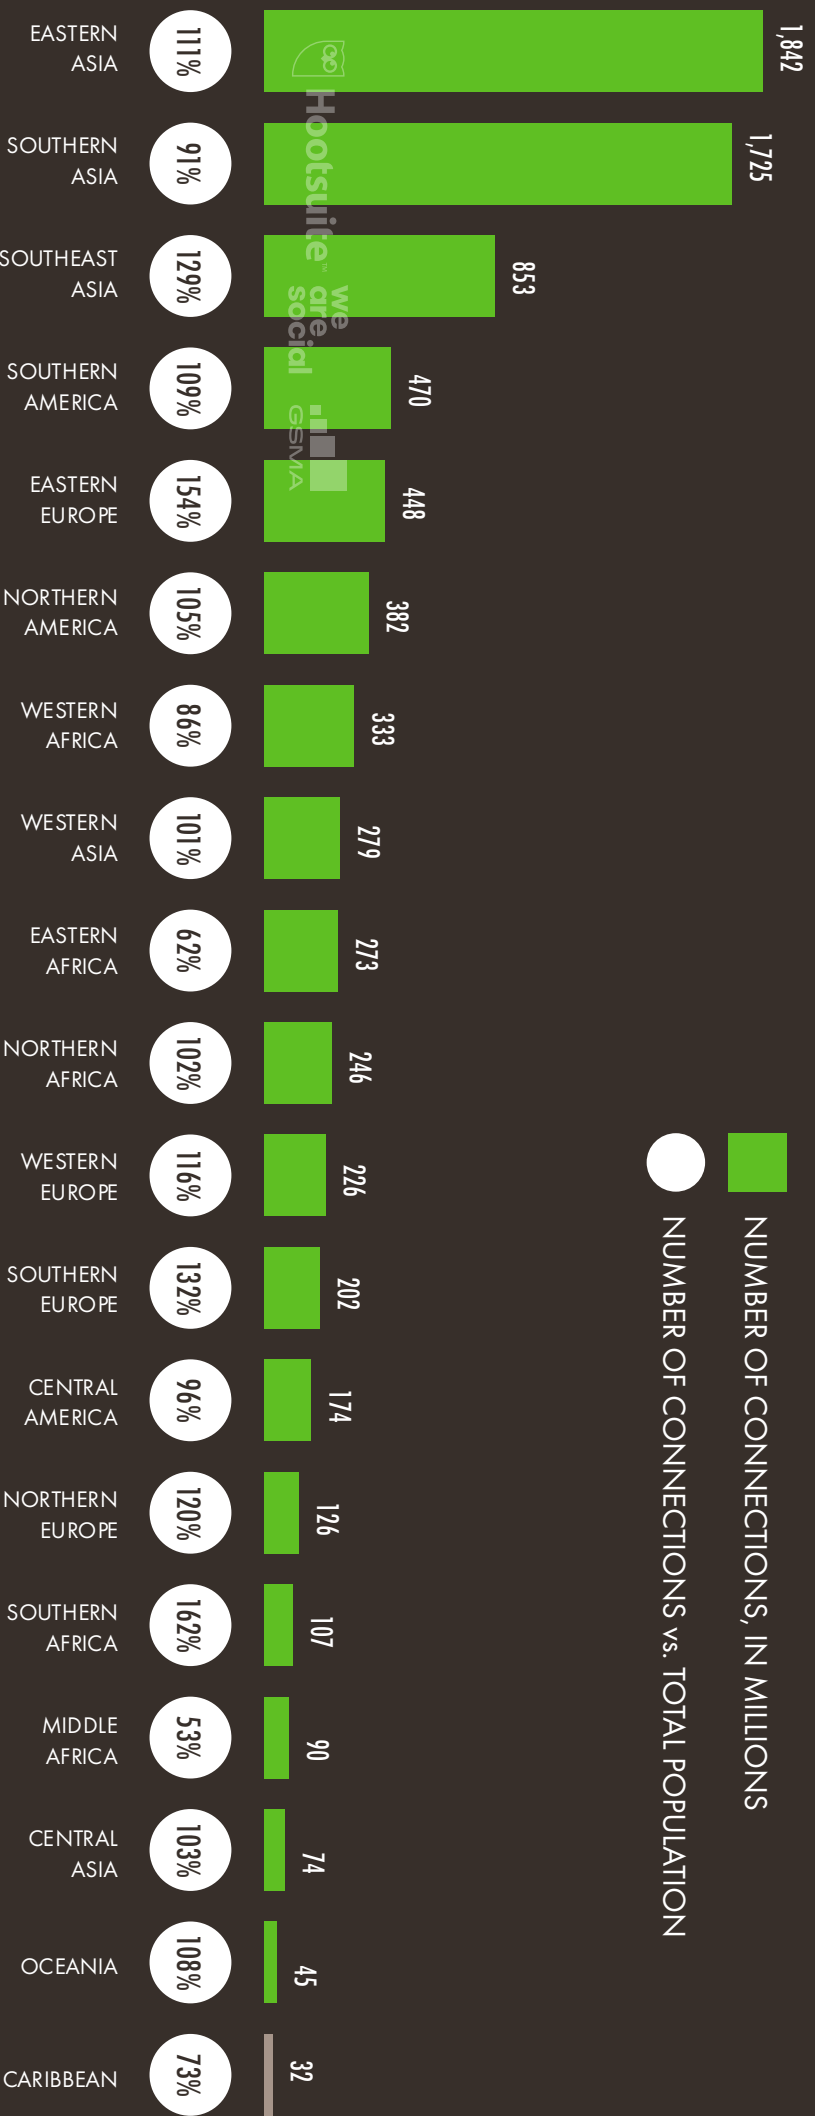 EASTERN
ASIA
111%
1,842
SOUTHERN
ASIA
91%
1,725
SOUTHEAST
ASIA
129%
853
SOUTHERN
AMERICA
109%
470
EASTERN
EUROPE
154%
448
NORTHERN
AMERICA
105%
382
WESTERN
AFRICA
86%
333
WESTERN
ASIA
101%
279
EASTERN
AFRICA
62%
273
NORTHERN
AFRICA
102%
246
WESTERN
EUROPE
116%
226
SOUTHERN
EUROPE
132%
202
CENTRAL
AMERICA
96%
174
NORTHERN
EUROPE
120%
126
SOUTHERN
AFRICA
162%
107
MIDDLE
AFRICA
53%
90
CENTRAL
ASIA
103%
74
OCEANIA
108%
45
CARIBBEAN
73%
32
NUMBER OF CONNECTIONS, IN MILLIONS
NUMBER OF CONNECTIONS vs. TOTAL POPULATION
Hootsuite™
we
are
social
GSMA